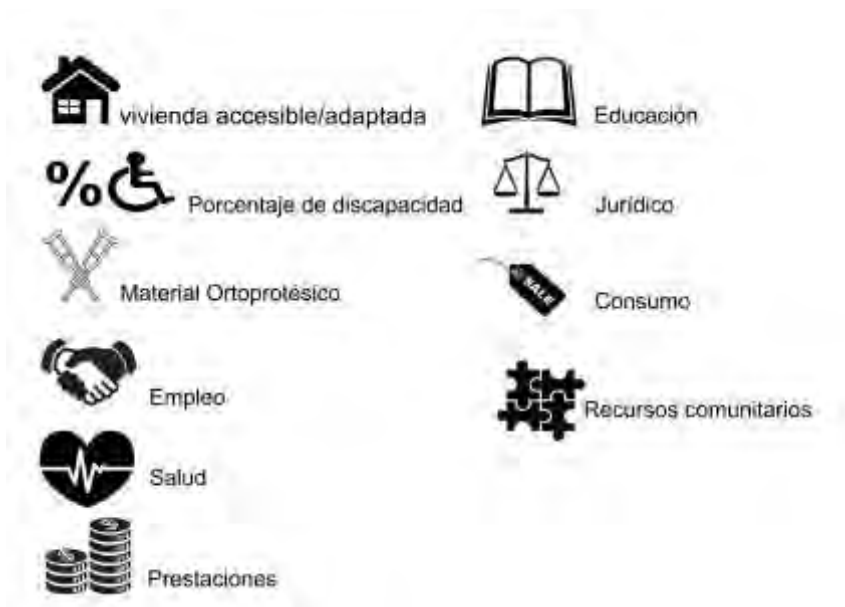 vivienda accesible/adaptada
% Porcentaje de discapacidad
Material Ortoprotésico
Empleo
Salud
Prestaciones
Educación
Jurídico
SALE
Consumo
Recursos comunitarios